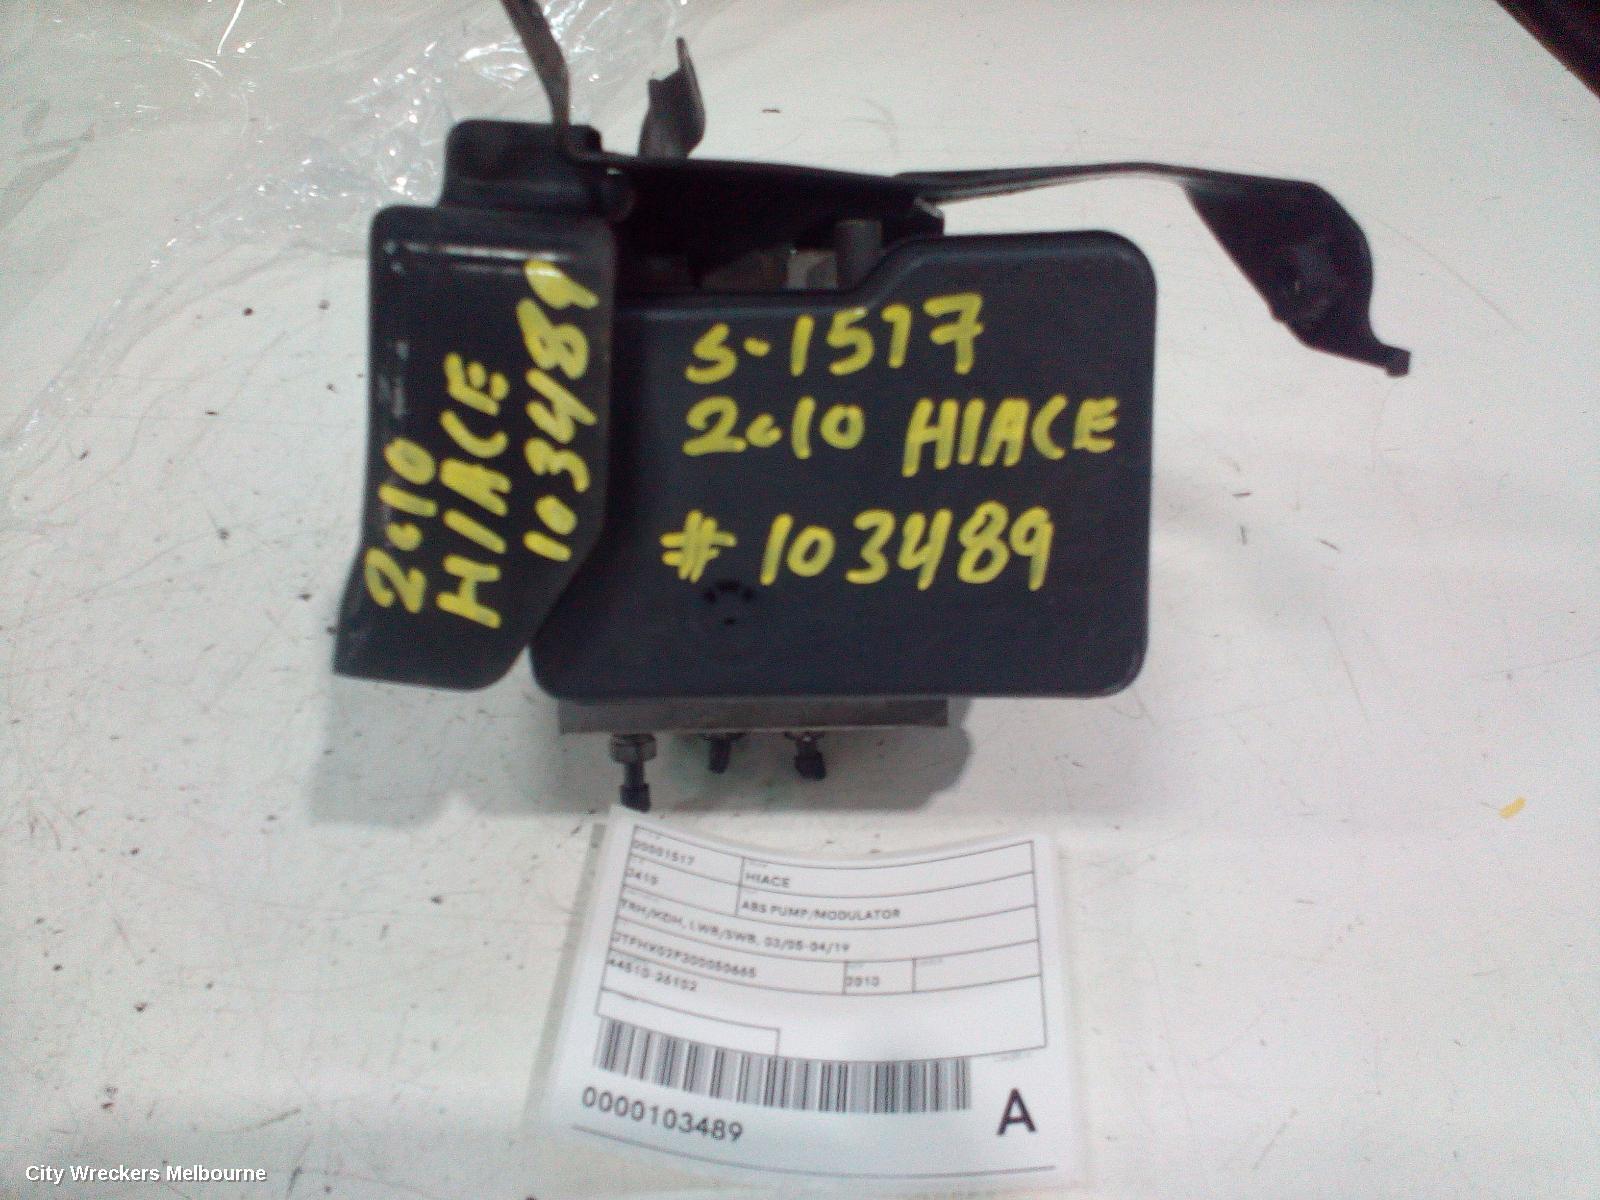 2010
HIACE
103489
S-1517
2010 HIACE
# 103489
00001517
HIACE
ABS PUMP/MODULATOR
TRH/KDH, LWB/SWB, 03/05-04/19
2010
44510-26102
0000103489
A
City Wreckers Melbourne